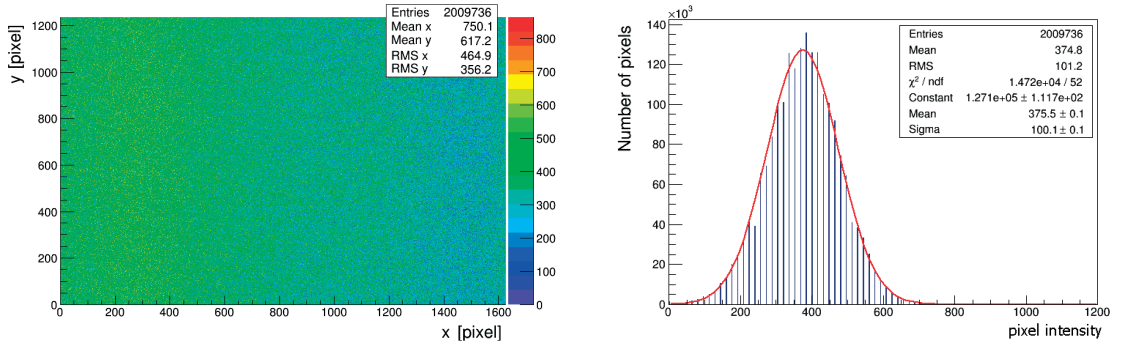 Entries 2009736
Mean x 750.1
Mean y 617.2
RMS x 464.9
RMS y 356.2
y [pixel]
1200
1000
800
600
400
200
0
0 200 400 600 800 1000 1200 1400 1600
x [pixel]
800
700
600
500
400
300
200
100
0
×10³
Number of pixels
140
120
100
80
60
40
20
0
0 200 400 600 800 1000 1200
pixel intensity
Entries 2009736
Mean 374.8
RMS 101.2
χ² / ndf 1.472e+04 / 52
Constant 1.271e+05 ± 1.117e+02
Mean 375.5 ± 0.1
Sigma 100.1 ± 0.1